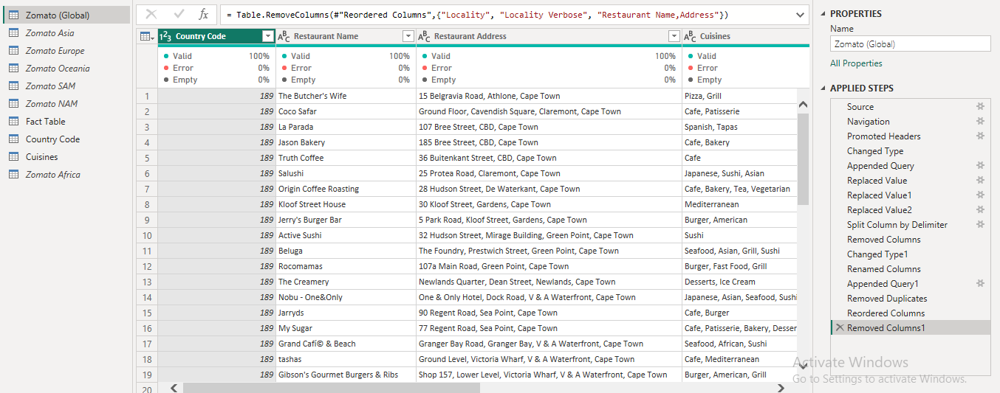 Zomato (Global)
Zomato Asia
Zomato Europe
Zomato Oceania
Zomato SAM
Zomato NAM
Fact Table
Country Code
Cuisines
Zomato Africa
fx = Table.RemoveColumns(#"Reordered Columns",{"Locality", "Locality Verbose", "Restaurant Name,Address"})
123 Country Code ABC Restaurant Name ABC Restaurant Address ABC Cuisines
Valid 100% Valid 100% Valid 100% Valid
Error 0% Error 0% Error 0% Error
Empty 0% Empty 0% Empty 0% Empty
1 189 The Butcher's Wife 15 Belgravia Road, Athlone, Cape Town Pizza, Grill
2 189 Coco Safar Ground Floor, Cavendish Square, Claremont, Cape Town Cafe, Patisserie
3 189 La Parada 107 Bree Street, CBD, Cape Town Spanish, Tapas
4 189 Jason Bakery 185 Bree Street, CBD, Cape Town Cafe, Bakery
5 189 Truth Coffee 36 Buitenkant Street, CBD, Cape Town Cafe
6 189 Salushi 25 Protea Road, Claremont, Cape Town Japanese, Sushi, Asian
7 189 Origin Coffee Roasting 28 Hudson Street, De Waterkant, Cape Town Cafe, Bakery, Tea, Vegetarian
8 189 Kloof Street House 30 Kloof Street, Gardens, Cape Town Mediterranean
9 189 Jerry's Burger Bar 5 Park Road, Kloof Street, Gardens, Cape Town Burger, American
10 189 Active Sushi 32 Hudson Street, Mirage Building, Green Point, Cape Town Sushi
11 189 Beluga The Foundry, Prestwich Street, Green Point, Cape Town Seafood, Asian, Grill, Sushi
12 189 Rocomamas 107a Main Road, Green Point, Cape Town Burger, Fast Food, Grill
13 189 The Creamery Newlands Quarter, Dean Street, Newlands, Cape Town Desserts, Ice Cream
14 189 Nobu - One&Only One & Only Hotel, Dock Road, V & A Waterfront, Cape Town Japanese, Asian, Seafood, Sushi
15 189 Jarryds 90 Regent Road, Sea Point, Cape Town Cafe, Burger
16 189 My Sugar 77 Regent Road, Sea Point, Cape Town Cafe, Patisserie, Bakery, Desser
17 189 Grand Cafí© & Beach Granger Bay Road, Granger Bay, V & A Waterfront, Cape Town Seafood, African, Sushi
18 189 tashas Ground Level, Victoria Wharf, V & A Waterfront, Cape Town Cafe, Mediterranean
19 189 Gibson's Gourmet Burgers & Ribs Shop 157, Lower Level, Victoria Wharf, V & A Waterfront, Cape Town Burger, American, Grill
20
PROPERTIES
Name
Zomato (Global)
All Properties
APPLIED STEPS
Source
Navigation
Promoted Headers
Changed Type
Appended Query
Replaced Value
Replaced Value1
Replaced Value2
Split Column by Delimiter
Removed Columns
Changed Type1
Renamed Columns
Appended Query1
Removed Duplicates
Reordered Columns
Removed Columns1
Activate Windows
Go to Settings to activate Windows.